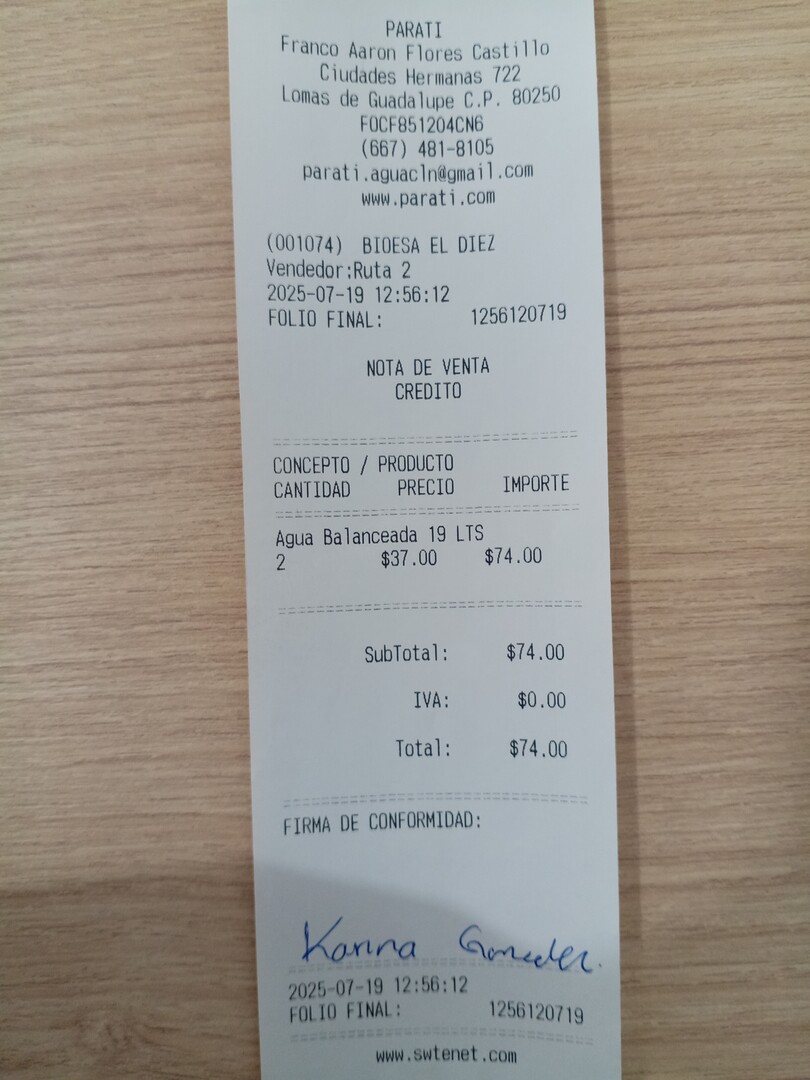 PARATI
Franco Aaron Flores Castillo
Ciudades Hermanas 722
Lomas de Guadalupe C.P. 80250
FOCF851204CN6
(667) 481-8105
parati.aguacln@gmail.com
www.parati.com
(001074) BIOESA EL DIEZ
Vendedor:Ruta 2
2025-07-19 12:56:12
FOLIO FINAL: 1256120719
NOTA DE VENTA
CREDITO
CONCEPTO / PRODUCTO
CANTIDAD PRECIO IMPORTE
Agua Balanceada 19 LTS
2 $37.00 $74.00
SubTotal: $74.00
IVA: $0.00
Total: $74.00
FIRMA DE CONFORMIDAD:
Karina
2025-07-19 12:56:12
FOLIO FINAL: 1256120719
www.swtenet.com